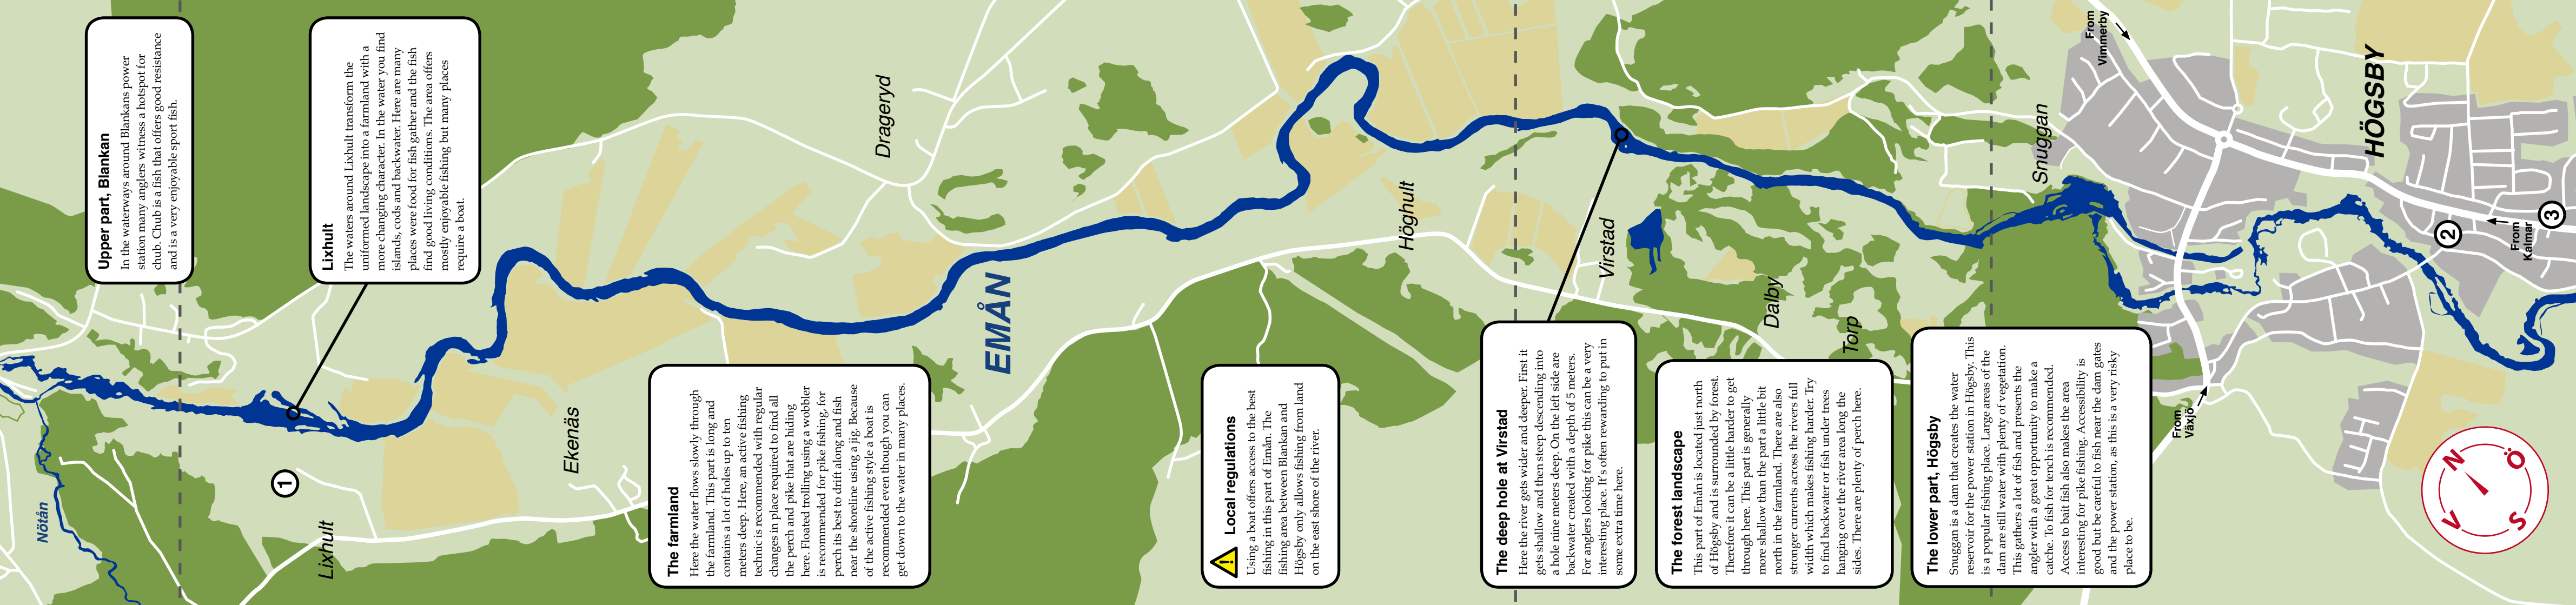 Upper part, Blankan
In the waterways around Blankans power
station many anglers witness a hotspot for
chub. Chub is a fish that offers good resistance
and is a very enjoyable sport fish.
Lixhult
The waters around Lixhult transform the
uniformed landscape into a farmland with a
more changing character. In the water you find
islands, cods and backwater. Here are many
places were food for fish gather and the fish
find good living conditions. The area offers
mostly enjoyable fishing but many places
require a boat.
Nötån
1
Lixhult
Ekenäs
The farmland
Here the water flows slowly through
the farmland. This part is long and
contains a lot of holes up to ten
meters deep. Here, an active fishing
technic is recommended with regular
changes in place required to find all
the perch and pike that are hiding
here. Floated trolling using a wobbler
is recommended for pike fishing, for
perch its best to drift along and fish
near the shoreline using a jig. Because
of the active fishing style a boat is
recommended even though you can
get down to the water in many places.
Drageryd
EMÅN
Local regulations
Using a boat offers access to the best
fishing in this part of Emån. The
fishing area between Blankan and
Högsby only allows fishing from land
on the east shore of the river.
Höghult
The deep hole at Virstad
Here the river gets wider and deeper. First it
gets shallow and then steep descending into
a hole nine meters deep. On the left side are
backwater created with a depth of 5 meters.
For anglers looking for pike this can be a very
interesting place. If's often rewarding to put in
some extra time here.
Virstad
The forest landscape
This part of Emån is located just north
of Högsby and is surrounded by forest.
Therefore it can be a little harder to get
through here. This part is generally
more shallow than the part a little bit
north in the farmland. There are also
stronger currents across the rivers full
width which makes fishing harder. Try
to find backwater or fish under trees
hanging over the river area long the
sides. There are plenty of perch here.
Dalby
Torp
The lower part, Högsby
Snuggan is a dam that creates the water
reservoir for the power station in Högsby. This
is a popular fishing place. Large areas of the
dam are still water with plenty of vegetation.
This gathers a lot of fish and presents the
angler with a great opportunity to make a
catche. To fish for tench is recommended.
Access to bait fish also makes the area
interesting for pike fishing. Accessibility is
good but be careful to fish near the dam gates
and the power station, as this is a very risky
place to be.
Snuggan
From
Vimmerby
HÖGSBY
From
Växjö
2
From
Kalmar
3
N
Ö
S
V